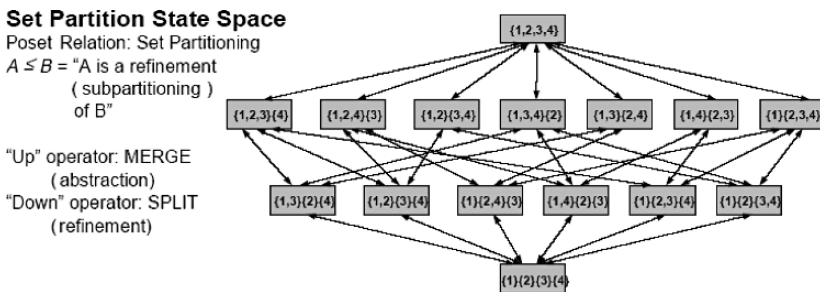 Set Partition State Space
Poset Relation: Set Partitioning
A ≤ B = “A is a refinement
( subpartitioning )
of B”
“Up” operator: MERGE
(abstraction)
“Down” operator: SPLIT
(refinement)
{1,2,3,4}
{1,2,3}{4}
{1,2,4}{3}
{1,2}{3,4}
{1,3,4}{2}
{1,3}{2,4}
{1,4}{2,3}
{1}{2,3,4}
{1,3}{2}{4}
{1,2}{3}{4}
{1}{2,4}{3}
{1,4}{2}{3}
{1}{2,3}{4}
{1}{2}{3,4}
{1}{2}{3}{4}